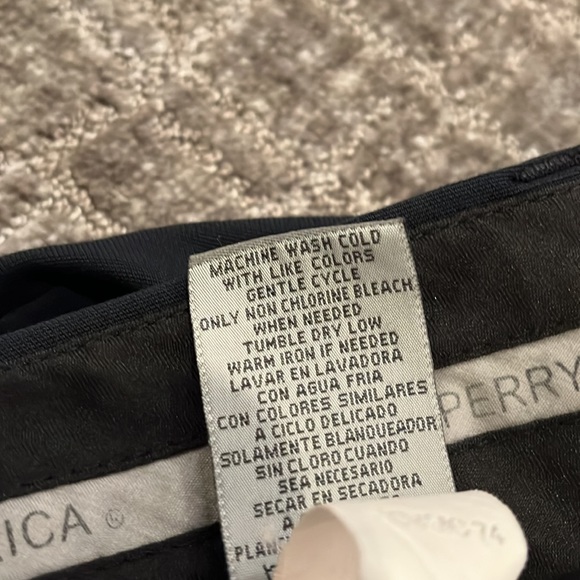 MACHINE WASH COLD
WITH LIKE COLORS
GENTLE CYCLE
ONLY NON CHLORINE BLEACH
WHEN NEEDED
TUMBLE DRY LOW
WARM IRON IF NEEDED
LAVAR EN LAVADORA
CON AGUA FRIA
CON COLORES SIMILARES
A CICLO DELICADO
SOLAMENTE BLANQUEADOR
SIN CLORO CUANDO
SEA NECESARIO
SECAR EN SECADORA
A
PLAN
PERRY
RICA ®